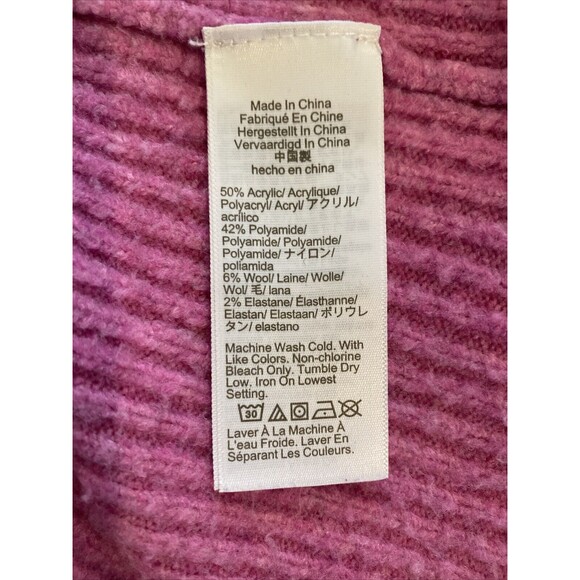 Made In China
Fabriqué En Chine
Hergestellt In China
Vervaardigd In China
中国製
hecho en china
50% Acrylic/ Acrylique/
Polyacryl/ Acryl/ アクリル/
acrílico
42% Polyamide/
Polyamide/ Polyamide/
Polyamide/ ナイロン/
poliamida
6% Wool/ Laine/ Wolle/
Wol/ 毛/ lana
2% Elastane/ Élasthanne/
Elastan/ Elastaan/ ポリウレ
タン/ elastano
Machine Wash Cold. With
Like Colors. Non-chlorine
Bleach Only. Tumble Dry
Low. Iron On Lowest
Setting.
30
Laver À La Machine À
L'eau Froide. Laver En
Séparant Les Couleurs.